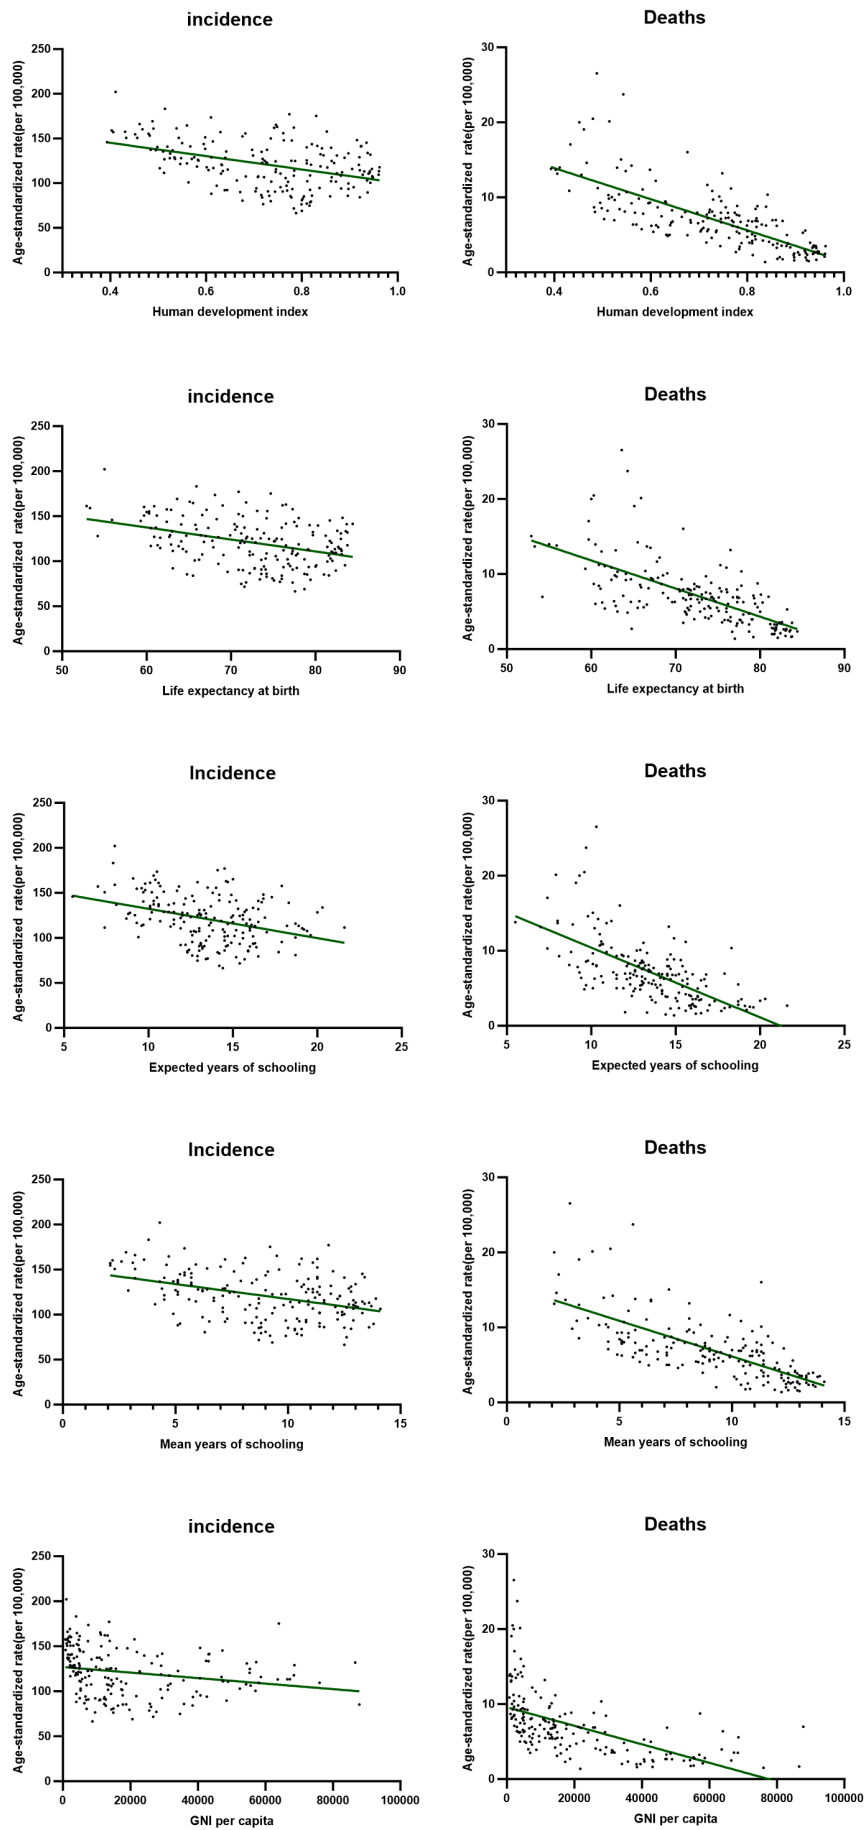 incidence
Age-standardized rate(per 100,000)
250
200
150
100
50
0
0.4 0.6 0.8 1.0
Human development index
Deaths
Age-standardized rate(per 100,000)
30
20
10
0
0.4 0.6 0.8 1.0
Human development index
incidence
Age-standardized rate(per 100,000)
250
200
150
100
50
0
50 60 70 80 90
Life expectancy at birth
Deaths
Age-standardized rate(per 100,000)
30
20
10
0
50 60 70 80 90
Life expectancy at birth
Incidence
Age-standardized rate(per 100,000)
250
200
150
100
50
0
5 10 15 20 25
Expected years of schooling
Deaths
Age-standardized rate(per 100,000)
30
20
10
0
5 10 15 20 25
Expected years of schooling
Incidence
Age-standardized rate(per 100,000)
250
200
150
100
50
0
0 5 10 15
Mean years of schooling
Deaths
Age-standardized rate(per 100,000)
30
20
10
0
0 5 10 15
Mean years of schooling
incidence
Age-standardized rate(per 100,000)
250
200
150
100
50
0
0 20000 40000 60000 80000 100000
GNI per capita
Deaths
Age-standardized rate(per 100,000)
30
20
10
0
0 20000 40000 60000 80000 100000
GNI per capita